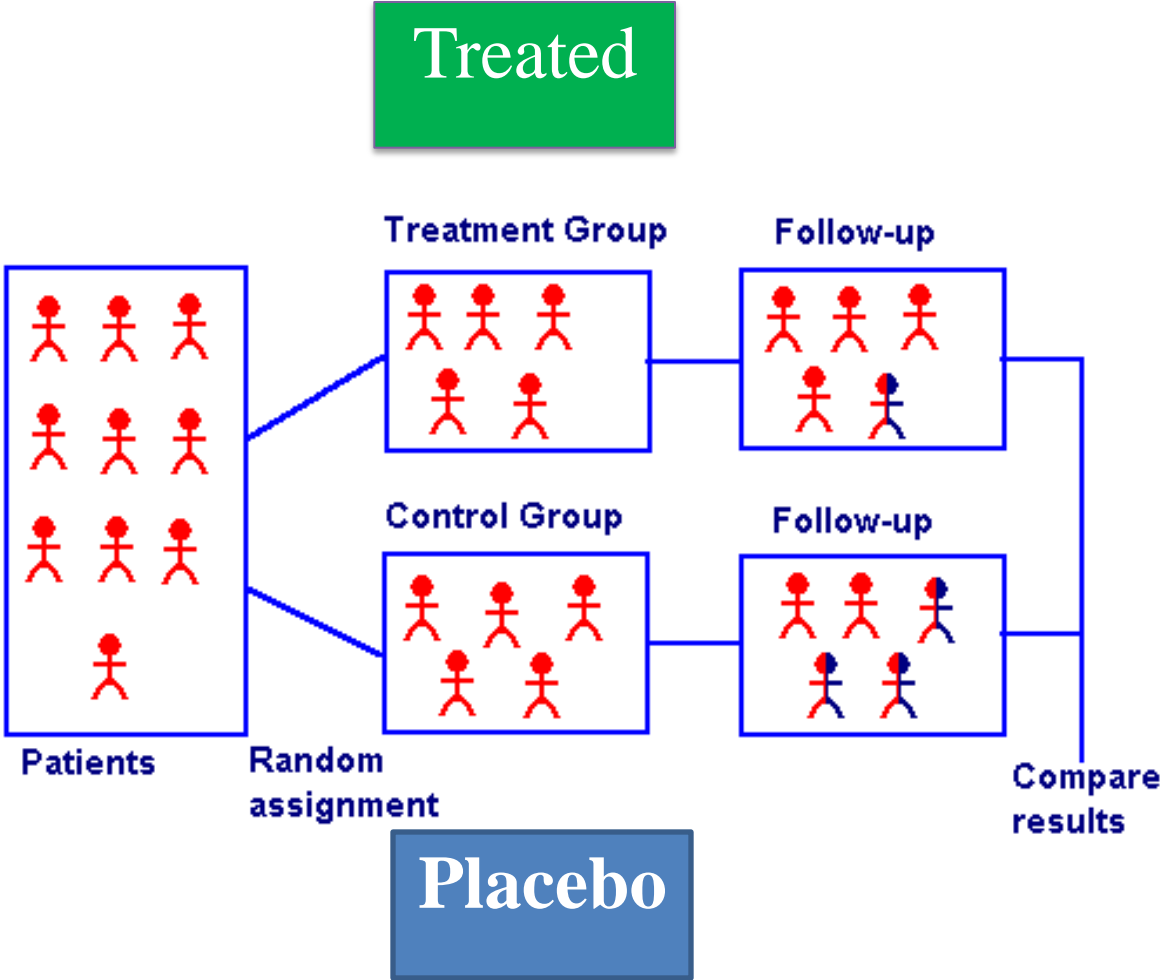 Treated
Treatment Group
Follow-up
Control Group
Follow-up
Patients
Random
assignment
Compare
results
Placebo